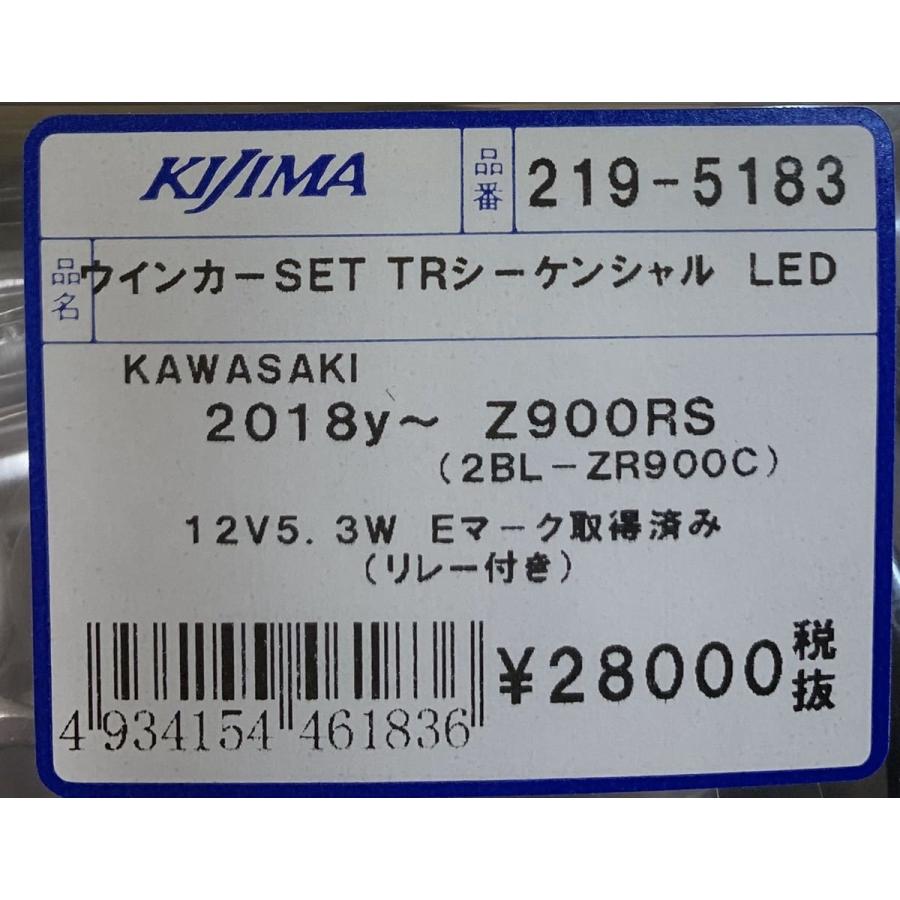 KIJIMA 品番 219-5183
品名 ウインカーSET TRシーケンシャル LED
KAWASAKI
2018y～ Z900RS
(2BL-ZR900C)
12V5.3W Eマーク取得済み
(リレー付き)
¥28000 税抜
4 934154 461836